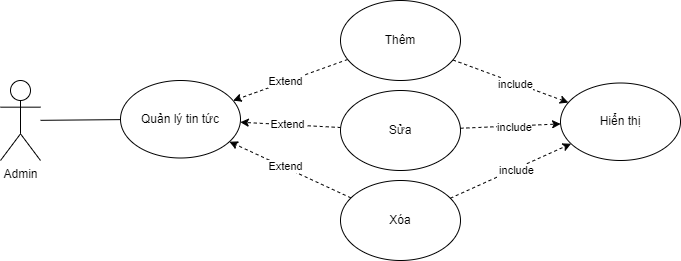 Thêm
Extend
include
Quản lý tin tức
Extend
Sửa
include
Hiển thị
Admin
Extend
include
Xóa